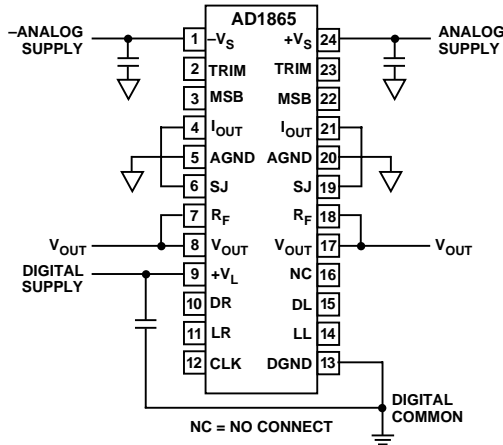 AD1865
–ANALOG
SUPPLY
1 –VS
+VS 24
ANALOG
SUPPLY
2 TRIM
TRIM 23
3 MSB
MSB 22
4 IOUT
IOUT 21
5 AGND
AGND 20
6 SJ
SJ 19
7 RF
RF 18
VOUT
8 VOUT
VOUT 17
VOUT
DIGITAL
SUPPLY
9 +VL
NC 16
10 DR
DL 15
11 LR
LL 14
12 CLK
DGND 13
NC = NO CONNECT
DIGITAL
COMMON